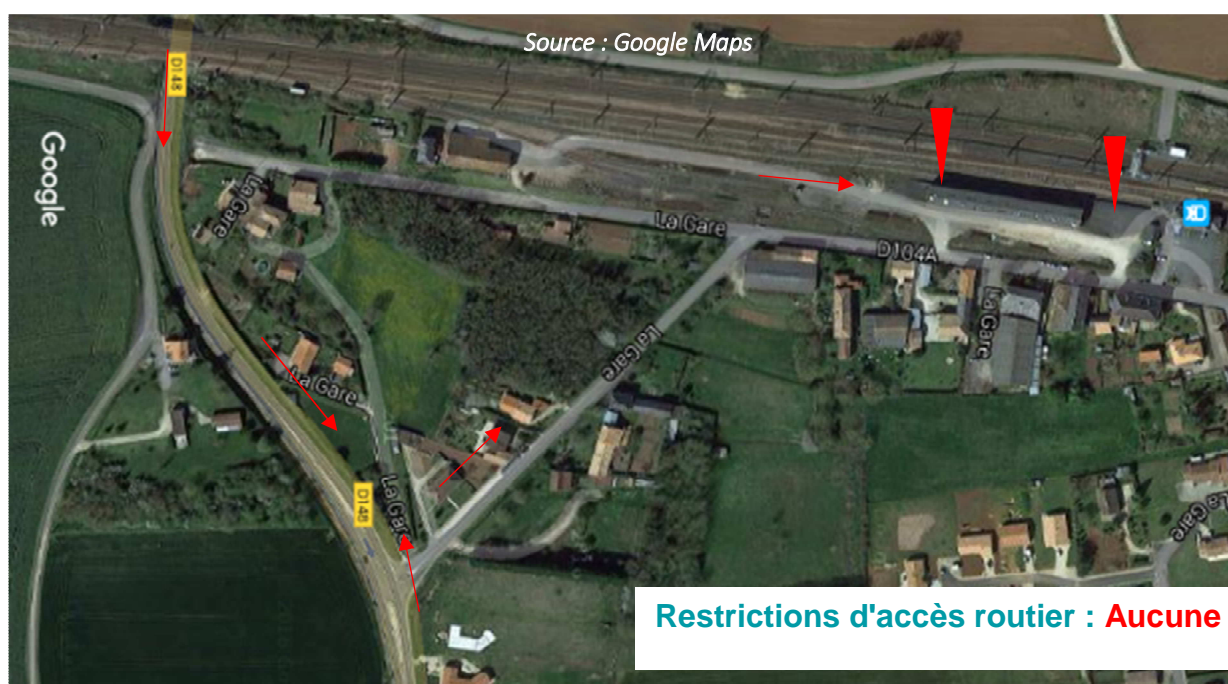 Source : Google Maps
D148
Google
La Gare
La Gare
D104A
La Gare
La Gare
La Gare
D148
La Gare
La Gare
Restrictions d'accès routier : Aucune